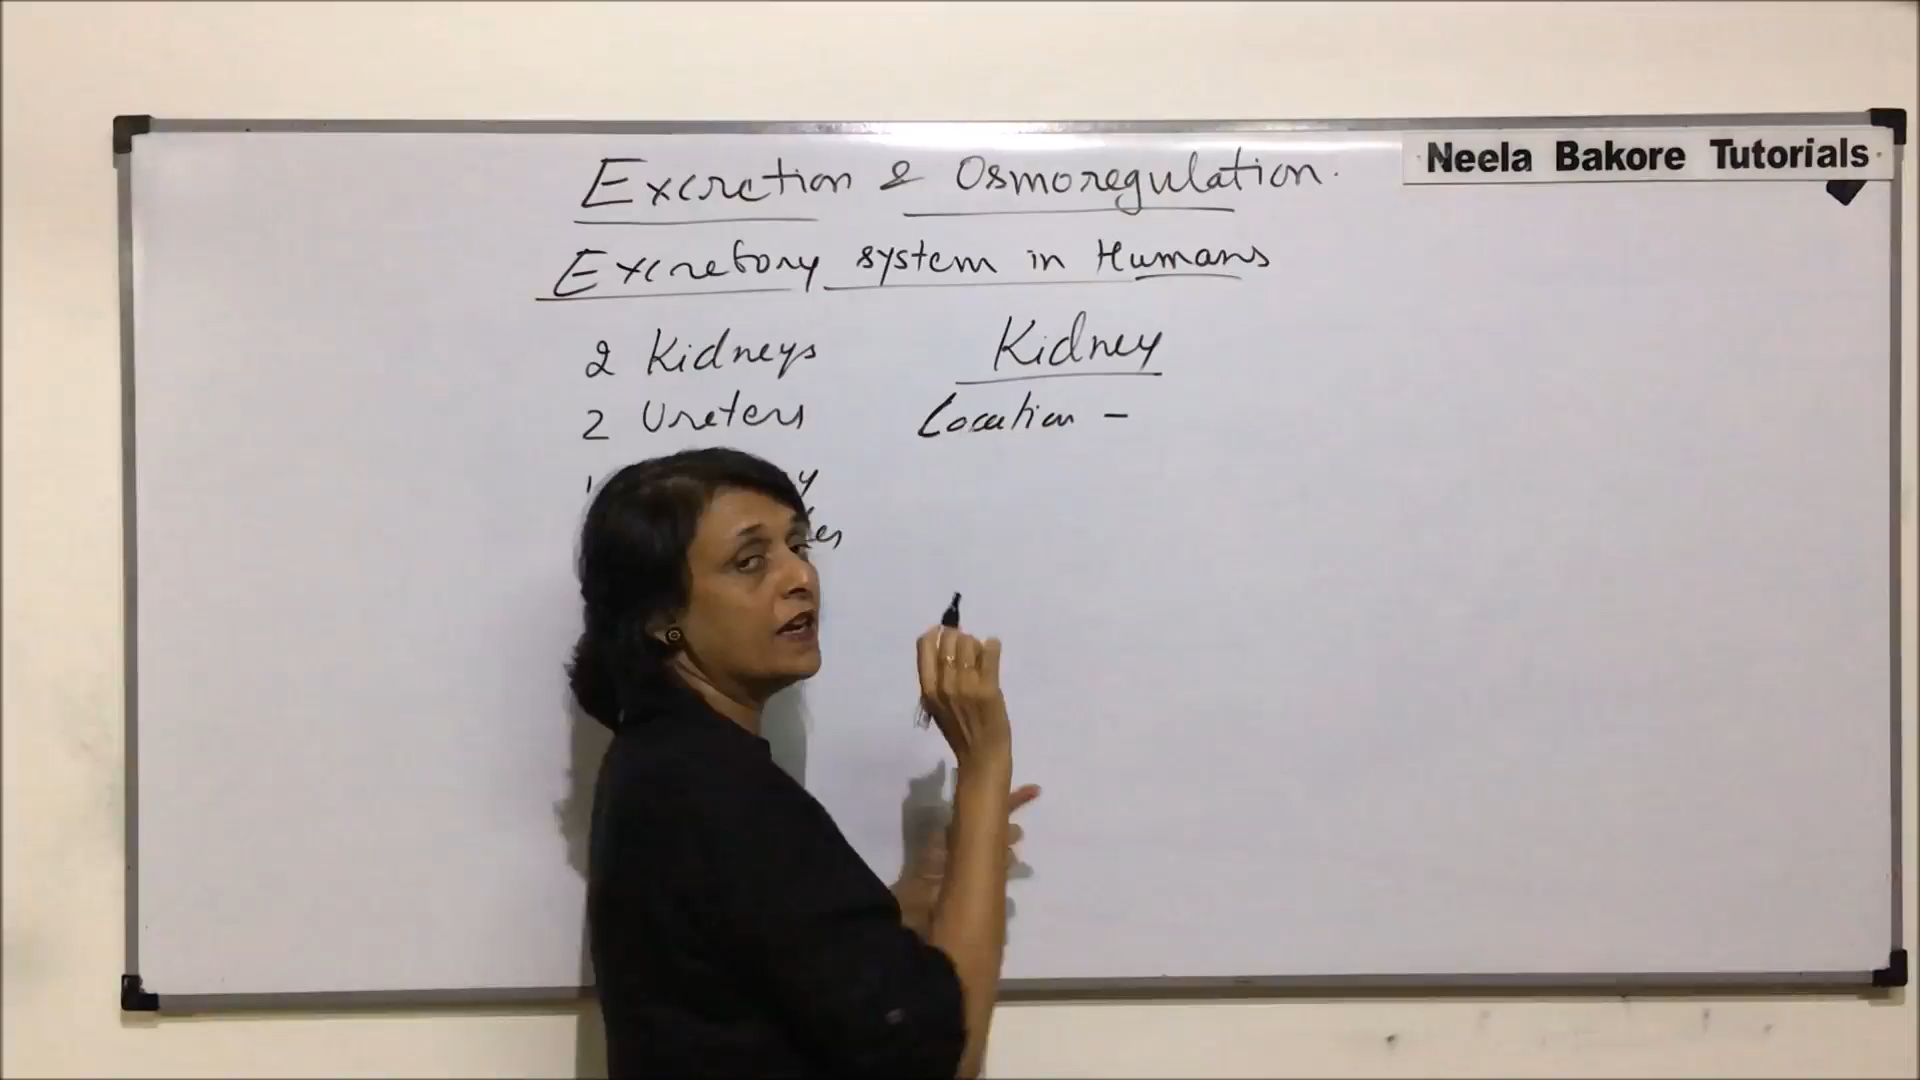 Neela Bakore Tutorials
Excretion & Osmoregulation.
Excretory system in Humans
2 Kidneys
2 Ureters
Kidney
Location -